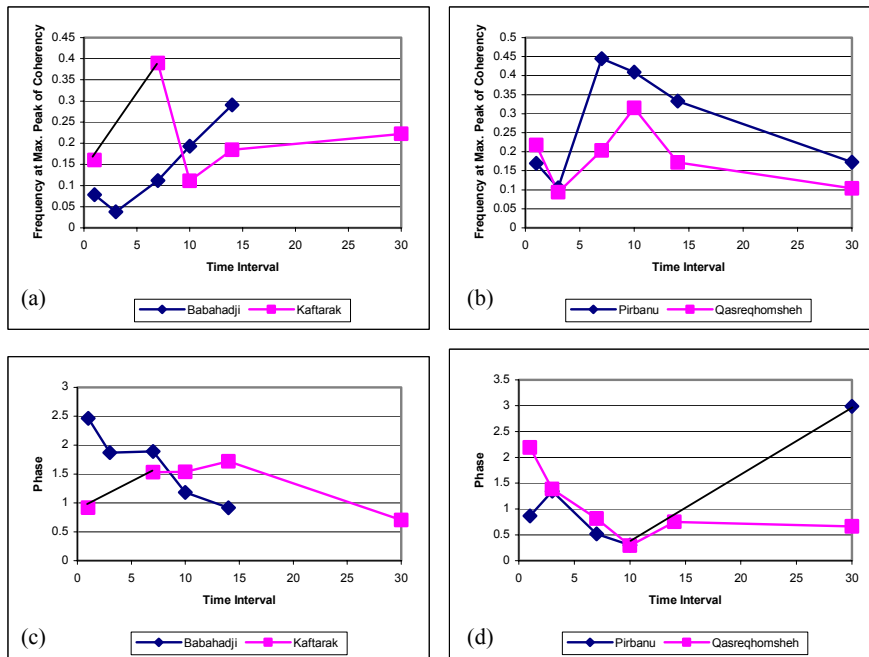 Frequency at Max. Peak of Coherency
0.45
0.4
0.35
0.3
0.25
0.2
0.15
0.1
0.05
0
0 5 10 15 20 25 30
Time Interval
(a)
Babahadji Kaftarak
Frequency at Max. Peak of Coherency
0.5
0.45
0.4
0.35
0.3
0.25
0.2
0.15
0.1
0.05
0
0 5 10 15 20 25 30
Time Interval
(b)
Pirbanu Qasreqhomsheh
Phase
3
2.5
2
1.5
1
0.5
0
0 5 10 15 20 25 30
Time Interval
(c)
Babahadji Kaftarak
Phase
3.5
3
2.5
2
1.5
1
0.5
0
0 5 10 15 20 25 30
Time Interval
(d)
Pirbanu Qasreqhomsheh